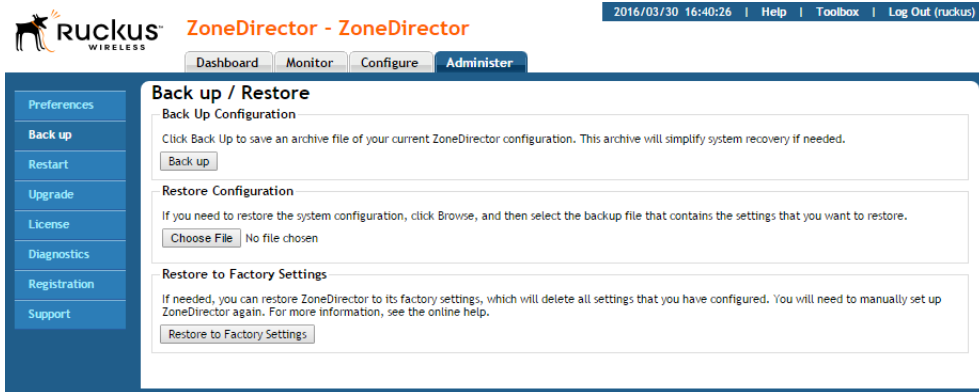 2016/03/30 16:40:26 | Help | Toolbox | Log Out (ruckus)
RUCKUS
WIRELESS
ZoneDirector - ZoneDirector
Dashboard Monitor Configure Administer
Preferences
Back up
Restart
Upgrade
License
Diagnostics
Registration
Support
Back up / Restore
Back Up Configuration
Click Back Up to save an archive file of your current ZoneDirector configuration. This archive will simplify system recovery if needed.
Back up
Restore Configuration
If you need to restore the system configuration, click Browse, and then select the backup file that contains the settings that you want to restore.
Choose File No file chosen
Restore to Factory Settings
If needed, you can restore ZoneDirector to its factory settings, which will delete all settings that you have configured. You will need to manually set up
ZoneDirector again. For more information, see the online help.
Restore to Factory Settings